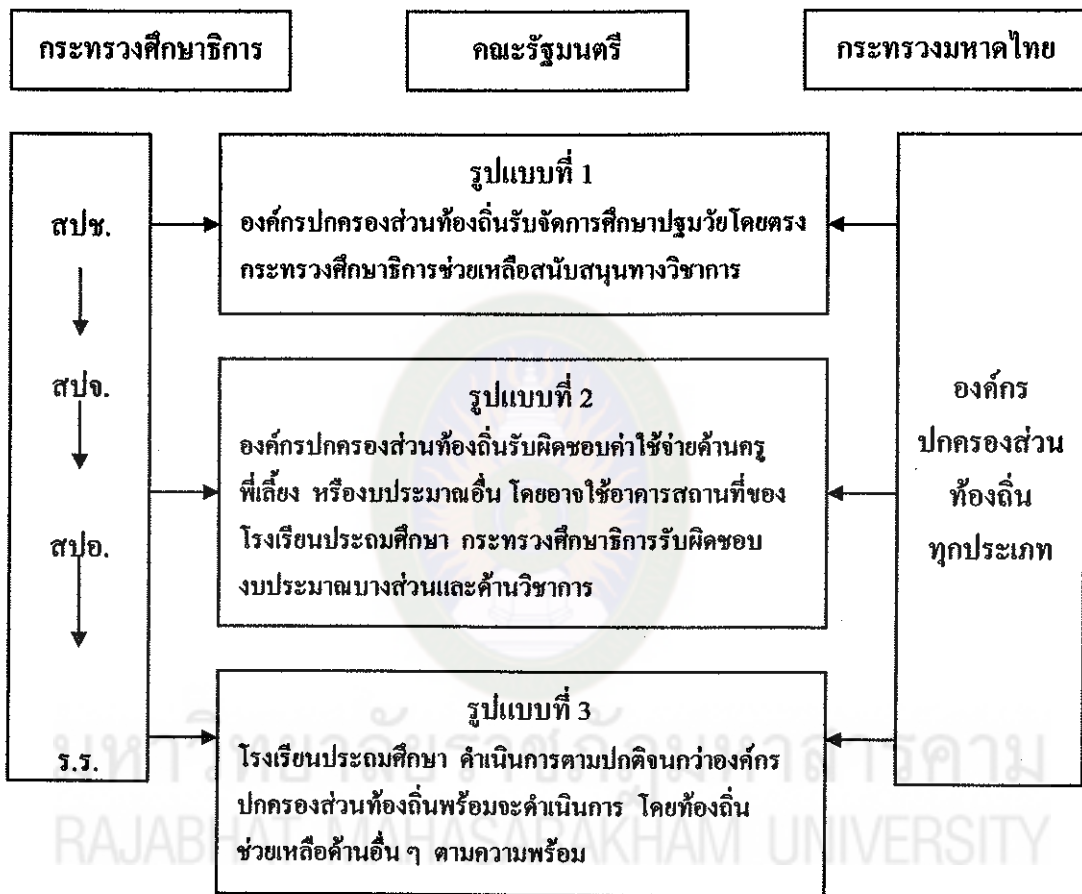 กระทรวงศึกษาธิการ
คณะรัฐมนตรี
กระทรวงมหาดไทย
สปช.
สปจ.
สปอ.
ร.ร.
รูปแบบที่ 1
องค์กรปกครองส่วนท้องถิ่นรับจัดการศึกษาปฐมวัยโดยตรง
กระทรวงศึกษาธิการช่วยเหลือสนับสนุนทางวิชาการ
รูปแบบที่ 2
องค์กรปกครองส่วนท้องถิ่นรับผิดชอบค่าใช้จ่ายด้านครู
พี่เลี้ยง หรืองบประมาณอื่น โดยอาจใช้อาคารสถานที่ของ
โรงเรียนประถมศึกษา กระทรวงศึกษาธิการรับผิดชอบ
งบประมาณบางส่วนและด้านวิชาการ
รูปแบบที่ 3
โรงเรียนประถมศึกษา ดำเนินการตามปกติจนกว่าองค์กร
ปกครองส่วนท้องถิ่นพร้อมจะดำเนินการ โดยท้องถิ่น
ช่วยเหลือด้านอื่น ๆ ตามความพร้อม
องค์กร
ปกครองส่วน
ท้องถิ่น
ทุกประเภท
มหาวิทยาลัยราชภัฏมหาสารคาม
RAJABHAT MAHASARAKHAM UNIVERSITY